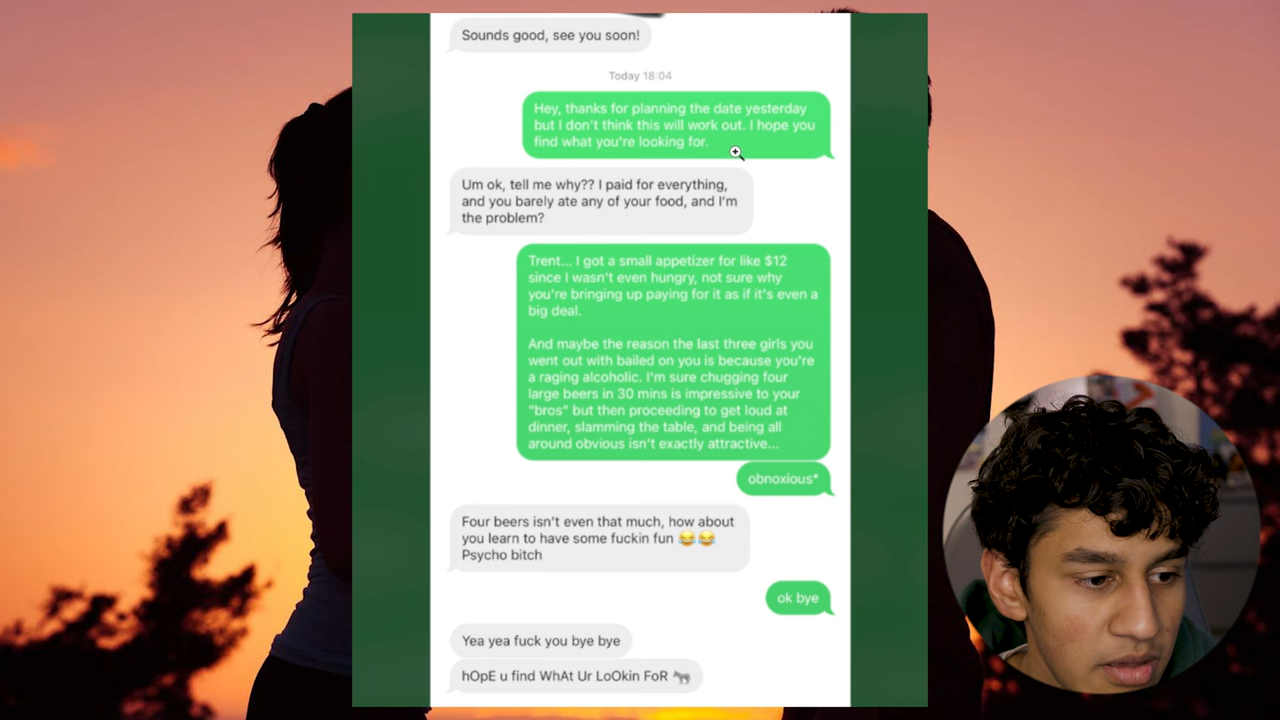 Sounds good, see you soon!
Today 18:04
Hey, thanks for planning the date yesterday
but I don't think this will work out. I hope you
find what you're looking for.
Um ok, tell me why?? I paid for everything,
and you barely ate any of your food, and I'm
the problem?
Trent... I got a small appetizer for like $12
since I wasn't even hungry, not sure why
you're bringing up paying for it as if it's even a
big deal.
And maybe the reason the last three girls you
went out with bailed on you is because you're
a raging alcoholic. I'm sure chugging four
large beers in 30 mins is impressive to your
"bros" but then proceeding to get loud at
dinner, slamming the table, and being all
around obvious isn't exactly attractive...
obnoxious*
Four beers isn't even that much, how about
you learn to have some fuckin fun 😂😂
Psycho bitch
ok bye
Yea yea fuck you bye bye
hOpE u find WhAt Ur LoOkin FoR 🐄